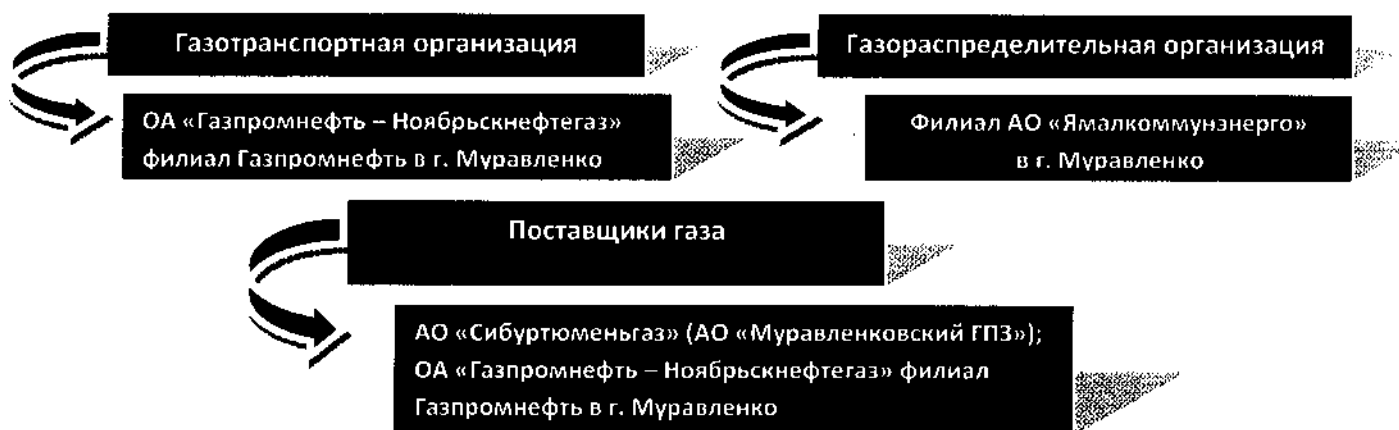 Газотранспортная организация
ОА «Газпромнефть – Ноябрьскнефтегаз»
филиал Газпромнефть в г. Муравленко
Газораспределительная организация
Филиал АО «Ямалкоммунэнерго»
в г. Муравленко
Поставщики газа
АО «Сибуртюменьгаз» (АО «Муравленковский ГПЗ»);
ОА «Газпромнефть – Ноябрьскнефтегаз» филиал
Газпромнефть в г. Муравленко